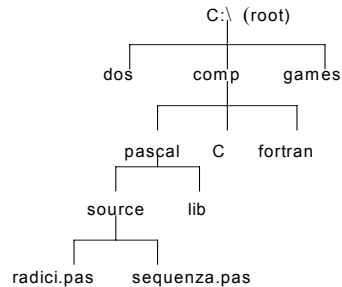 C:\ (root)
dos comp games
pascal C fortran
source lib
radici.pas sequenza.pas